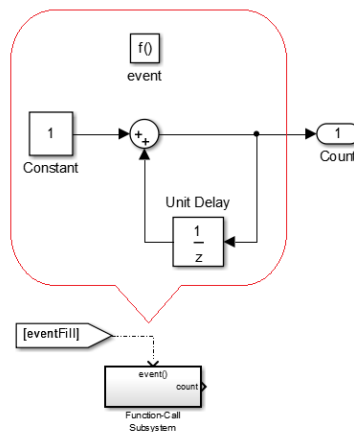 f()
event
1
Constant
+
+
1
Count
Unit Delay
1
z
[eventFill]
event()
count
Function-Call
Subsystem